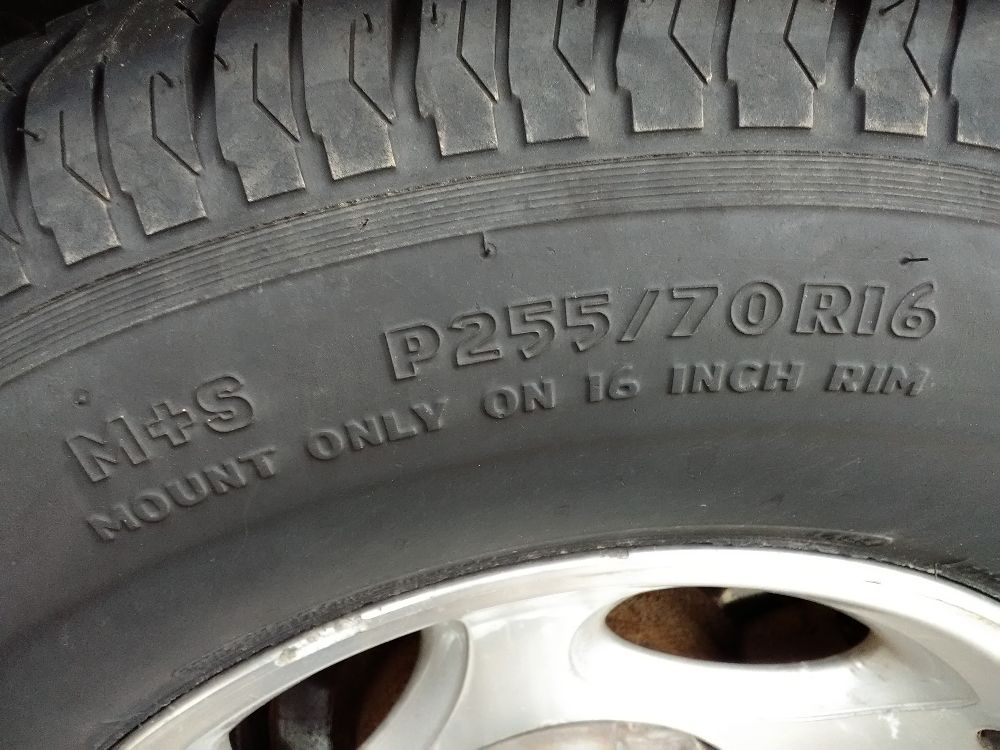 M+S P255/70R16
MOUNT ONLY ON 16 INCH RIM